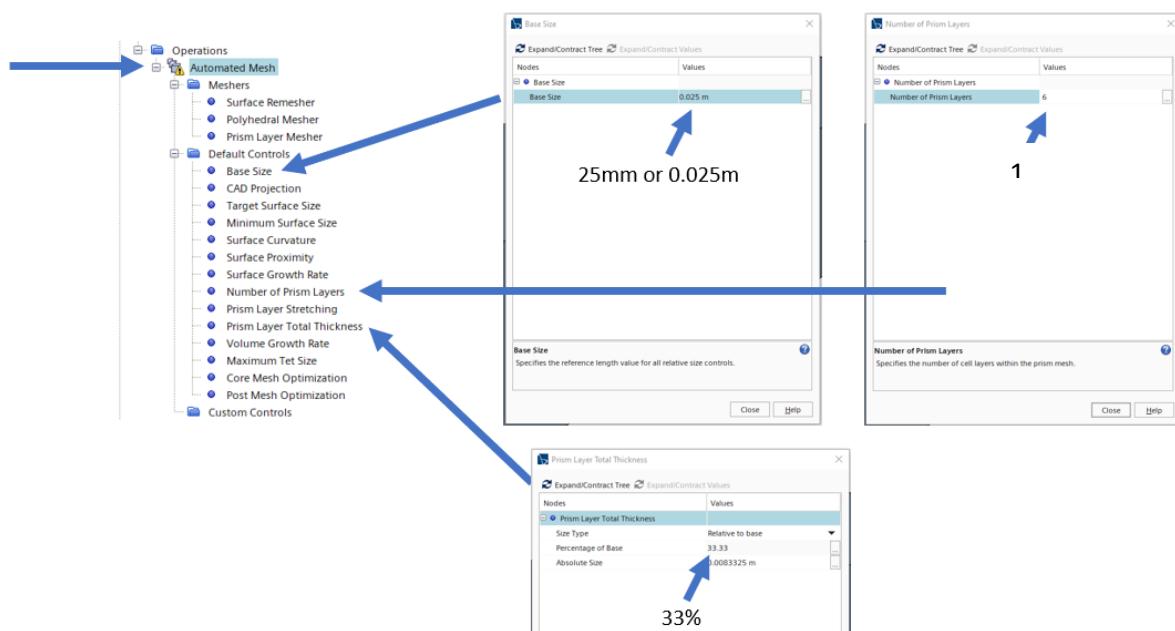 Operations
Automated Mesh
Meshers
Surface Remesher
Polyhedral Mesher
Prism Layer Mesher
Default Controls
Base Size
CAD Projection
Target Surface Size
Minimum Surface Size
Surface Curvature
Surface Proximity
Surface Growth Rate
Number of Prism Layers
Prism Layer Stretching
Prism Layer Total Thickness
Volume Growth Rate
Maximum Tet Size
Core Mesh Optimization
Post Mesh Optimization
Custom Controls
Base Size
Expand/Contract Tree Expand/Contract Values
Nodes Values
Base Size
Base Size 0.025 m ...
25mm or 0.025m
Base Size
Specifies the reference length value for all relative size controls.
Close Help
Number of Prism Layers
Expand/Contract Tree Expand/Contract Values
Nodes Values
Number of Prism Layers
Number of Prism Layers 6 ...
1
Number of Prism Layers
Specifies the number of cell layers within the prism mesh.
Close Help
Prism Layer Total Thickness
Expand/Contract Tree Expand/Contract Values
Nodes Values
Prism Layer Total Thickness
Size Type Relative to base
Percentage of Base 33.33 ...
Absolute Size 0.0083325 m ...
33%